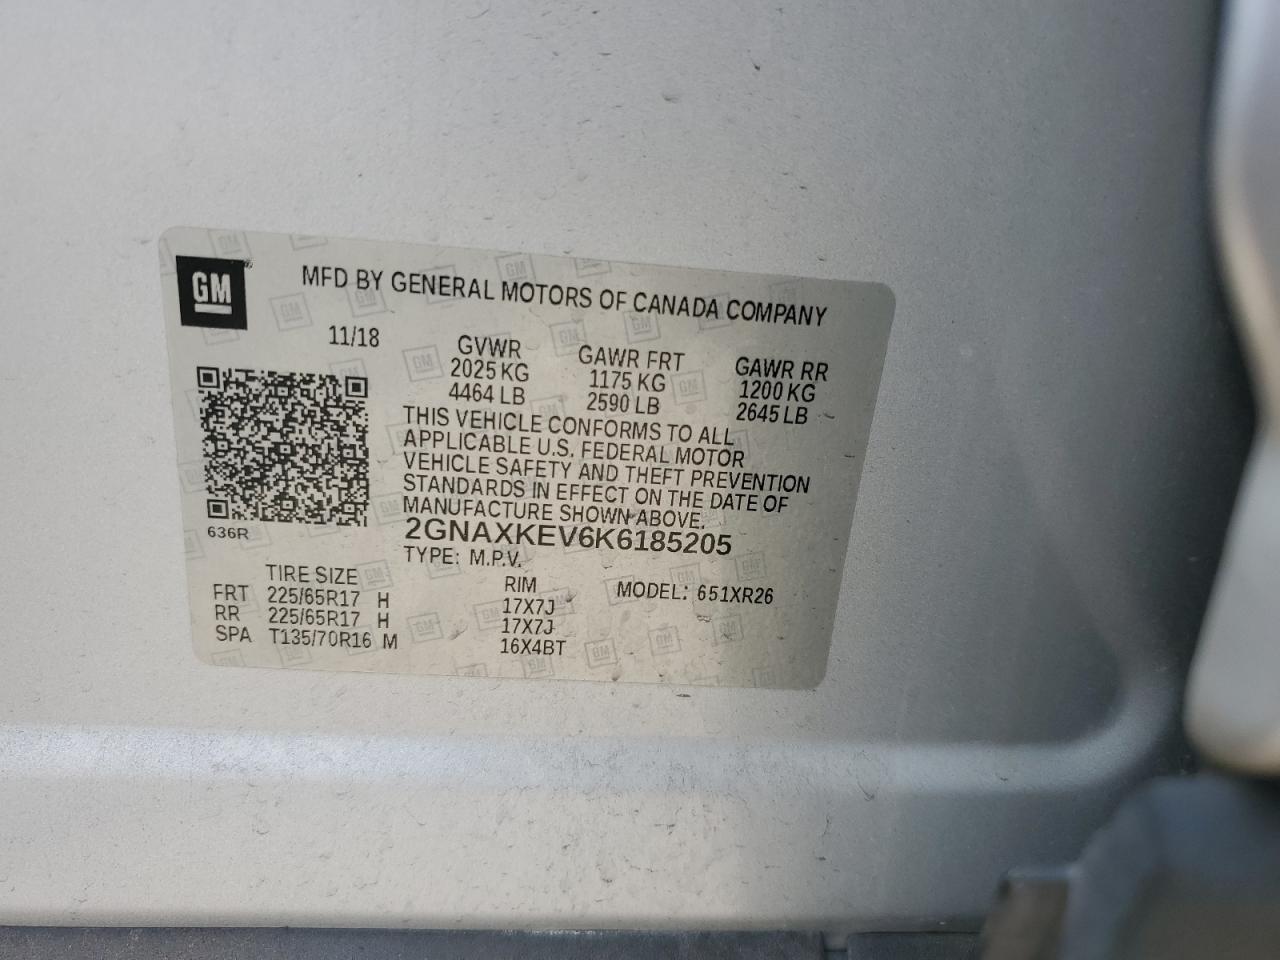 GM
MFD BY GENERAL MOTORS OF CANADA COMPANY
11/18 GVWR GAWR FRT GAWR RR
2025 KG 1175 KG 1200 KG
4464 LB 2590 LB 2645 LB
THIS VEHICLE CONFORMS TO ALL
APPLICABLE U.S. FEDERAL MOTOR
VEHICLE SAFETY AND THEFT PREVENTION
STANDARDS IN EFFECT ON THE DATE OF
MANUFACTURE SHOWN ABOVE.
636R
2GNAXKEV6K6185205
TYPE: M.P.V.
TIRE SIZE RIM MODEL: 651XR26
FRT 225/65R17 H 17X7J
RR 225/65R17 H 17X7J
SPA T135/70R16 M 16X4BT